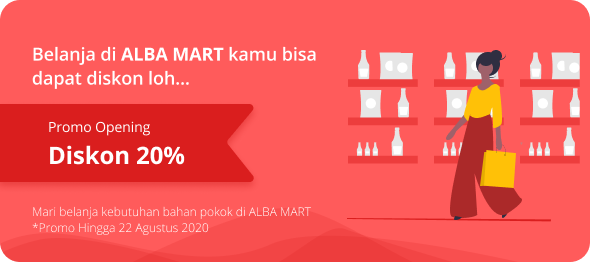 Belanja di ALBA MART kamu bisa
dapat diskon loh...
Promo Opening
Diskon 20%
Mari belanja kebutuhan bahan pokok di ALBA MART
*Promo Hingga 22 Agustus 2020